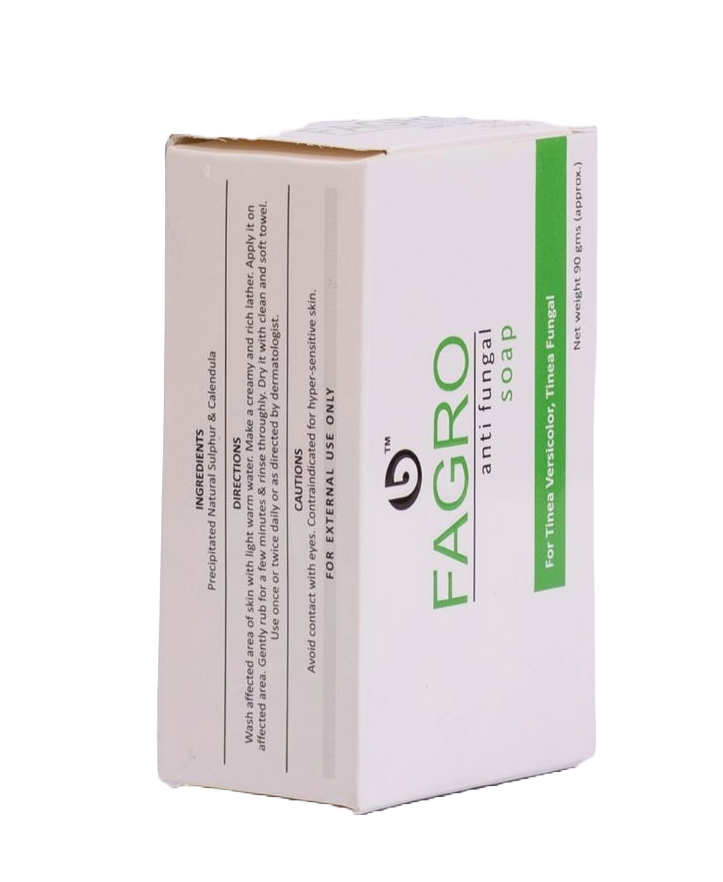 INGREDIENTS
Precipitated Natural Sulphur & Calendula
DIRECTIONS
Wash affected area of skin with light warm water. Make a creamy and rich lather. Apply it on
affected area. Gently rub for a few minutes & rinse throughly. Dry it with clean and soft towel.
Use once or twice daily or as directed by dermatologist.
CAUTIONS
Avoid contact with eyes. Contraindicated for hyper-sensitive skin.
FOR EXTERNAL USE ONLY
TM
FAGRO
anti fungal
soap
For Tinea Versicolor, Tinea Fungal
Net weight 90 gms (approx.)
FAGRO